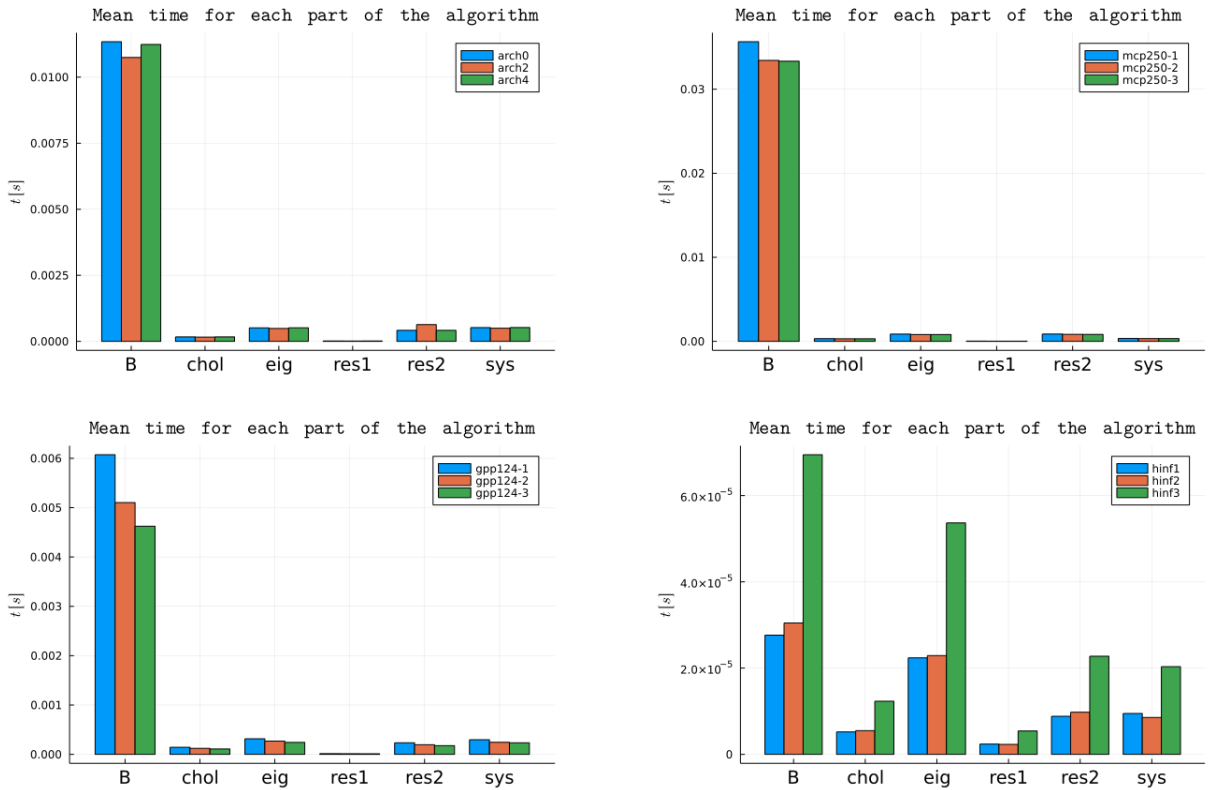 Mean time for each part of the algorithm
arch0
arch2
arch4
0.0100
0.0075
0.0050
0.0025
0.0000
t [s]
B chol eig res1 res2 sys
Mean time for each part of the algorithm
mcp250-1
mcp250-2
mcp250-3
0.03
0.02
0.01
0.00
t [s]
B chol eig res1 res2 sys
Mean time for each part of the algorithm
gpp124-1
gpp124-2
gpp124-3
0.006
0.005
0.004
0.003
0.002
0.001
0.000
t [s]
B chol eig res1 res2 sys
Mean time for each part of the algorithm
hinf1
hinf2
hinf3
6.0×10⁻⁵
4.0×10⁻⁵
2.0×10⁻⁵
0
t [s]
B chol eig res1 res2 sys